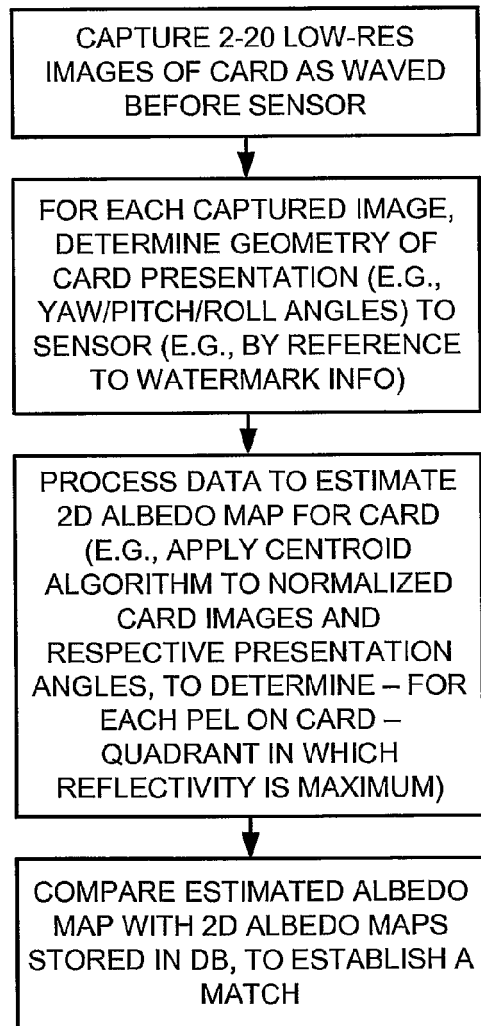 CAPTURE 2-20 LOW-RES
IMAGES OF CARD AS WAVED
BEFORE SENSOR
FOR EACH CAPTURED IMAGE,
DETERMINE GEOMETRY OF
CARD PRESENTATION (E.G.,
YAW/PITCH/ROLL ANGLES) TO
SENSOR (E.G., BY REFERENCE
TO WATERMARK INFO)
PROCESS DATA TO ESTIMATE
2D ALBEDO MAP FOR CARD
(E.G., APPLY CENTROID
ALGORITHM TO NORMALIZED
CARD IMAGES AND
RESPECTIVE PRESENTATION
ANGLES, TO DETERMINE – FOR
EACH PEL ON CARD –
QUADRANT IN WHICH
REFLECTIVITY IS MAXIMUM)
COMPARE ESTIMATED ALBEDO
MAP WITH 2D ALBEDO MAPS
STORED IN DB, TO ESTABLISH A
MATCH